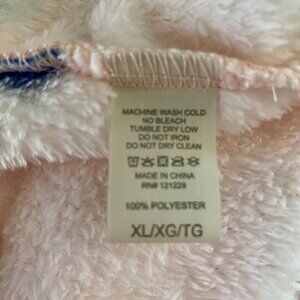 MACHINE WASH COLD
NO BLEACH
TUMBLE DRY LOW
DO NOT IRON
DO NOT DRY CLEAN
MADE IN CHINA
RN# 121229
100% POLYESTER
XL/XG/TG